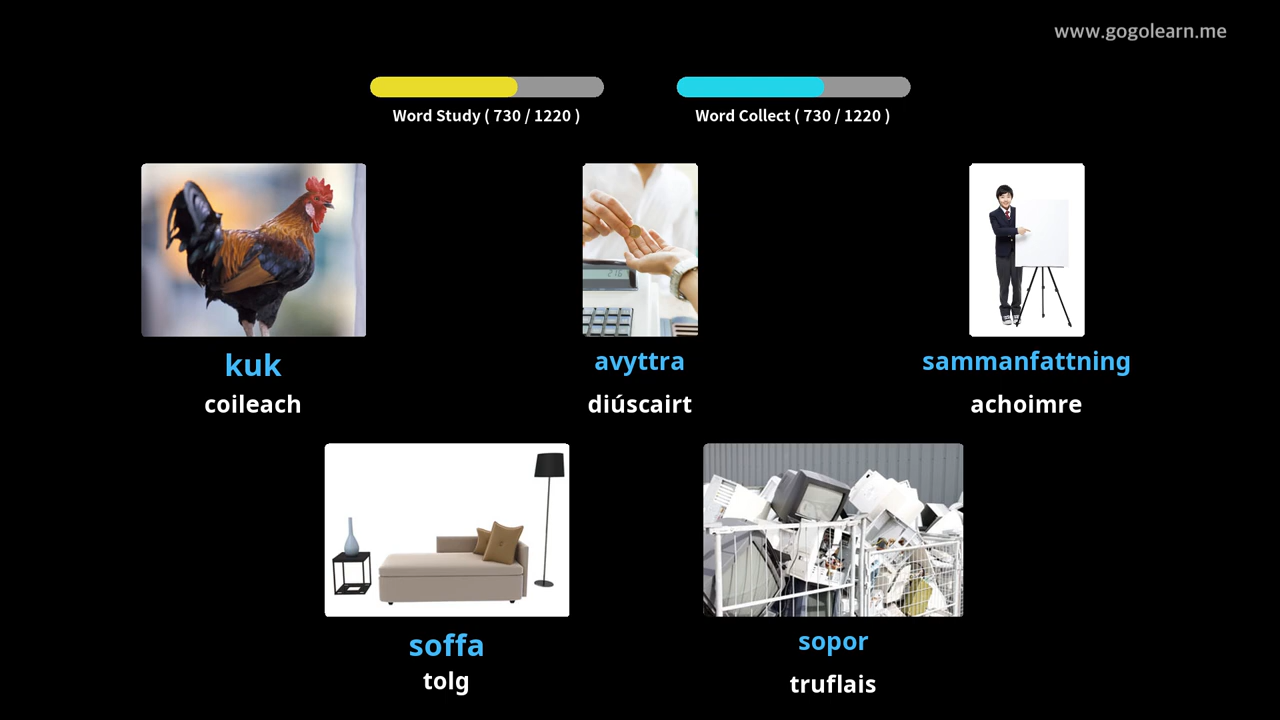 www.gogolearn.me
Word Study ( 730 / 1220 )
Word Collect ( 730 / 1220 )
kuk
coileach
avyttra
diúscairt
sammanfattning
achoimre
soffa
tolg
sopor
truflais